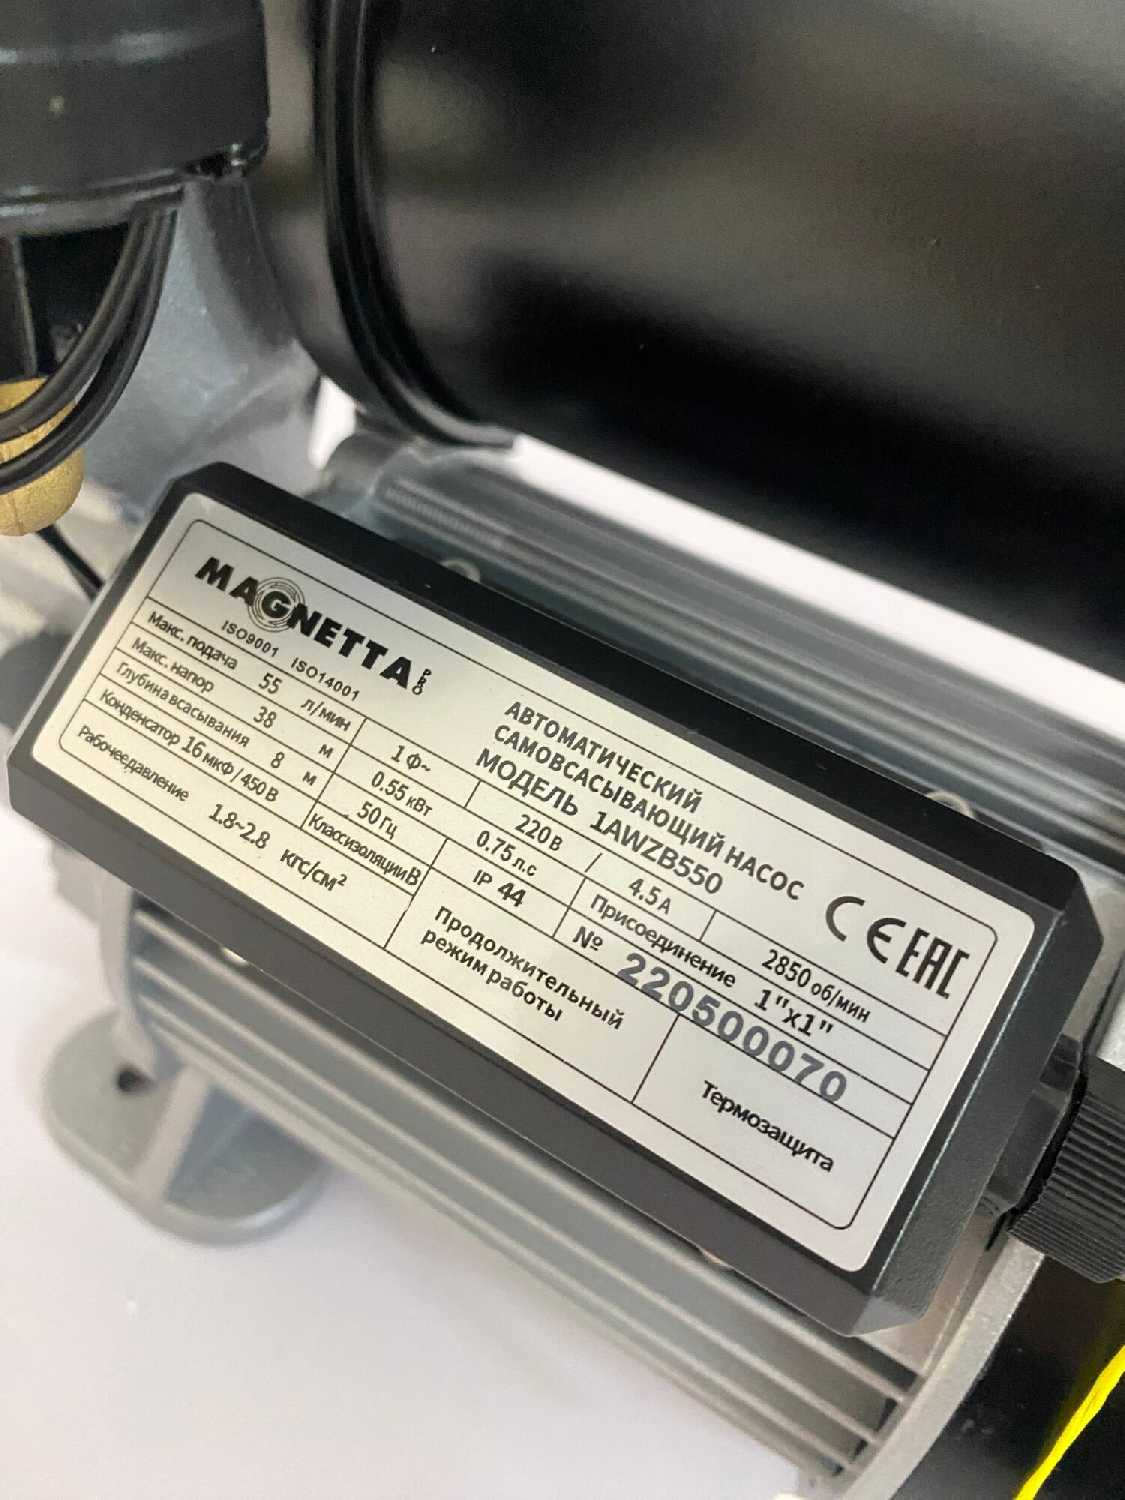 MAGNETTA PRO
ISO9001 ISO14001
АВТОМАТИЧЕСКИЙ
САМОВСАСЫВАЮЩИЙ НАСОС
МОДЕЛЬ 1AWZB550
CE EAC
Макс. подача 55 л/мин 1 Ф~ 220 В / 4.5 А 2850 об/мин
Макс. напор 38 м 0.55 кВт 0.75 л.с Присоединение 1"x1"
Глубина всасывания 8 м 50 Гц IP 44 № 220500070
Конденсатор 16 мкФ / 450 В Класс изоляции B Продолжительный режим работы Термозащита
Рабочее давление 1.8~2.8 кгс/см²